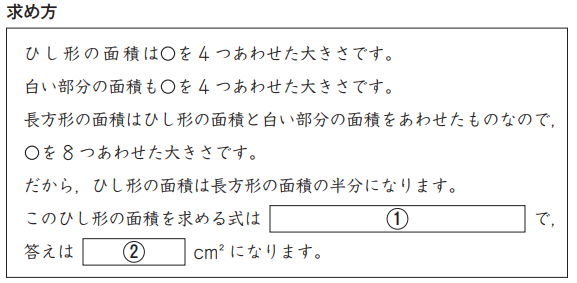 求め方
ひし形の面積は○を4つあわせた大きさです。
白い部分の面積も○を4つあわせた大きさです。
長方形の面積はひし形の面積と白い部分の面積をあわせたものなので,
○を8つあわせた大きさです。
だから,ひし形の面積は長方形の面積の半分になります。
このひし形の面積を求める式は ① で,
答えは ② cm²になります。